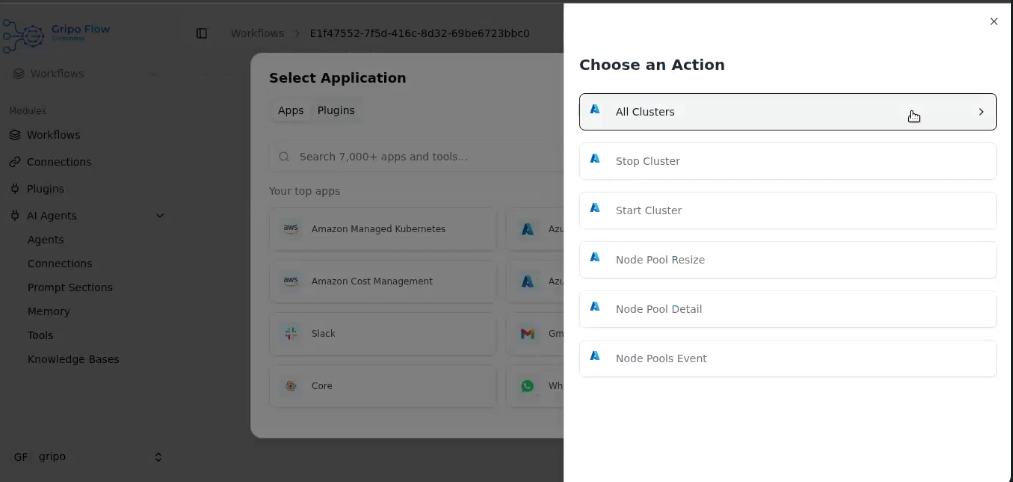 Gripo Flow
Workflows
E1f47552-7f5d-416c-8d32-69be6723bbc0
Workflows
Modules
Workflows
Connections
Plugins
AI Agents
Agents
Connections
Prompt Sections
Memory
Tools
Knowledge Bases
GF gripo
Select Application
Apps Plugins
Search 7,000+ apps and tools...
Your top apps
aws Amazon Managed Kubernetes
Azu
aws Amazon Cost Management
Azu
Slack
Gm
Core
Wh
Choose an Action
All Clusters
Stop Cluster
Start Cluster
Node Pool Resize
Node Pool Detail
Node Pools Event